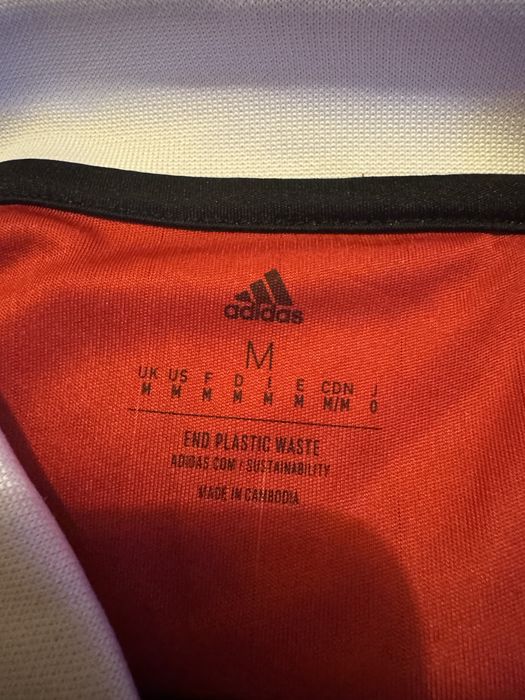 adidas
M
UK US F D I E CDN J
M M M M M M M/M O
END PLASTIC WASTE
ADIDAS.COM / SUSTAINABILITY
MADE IN CAMBODIA